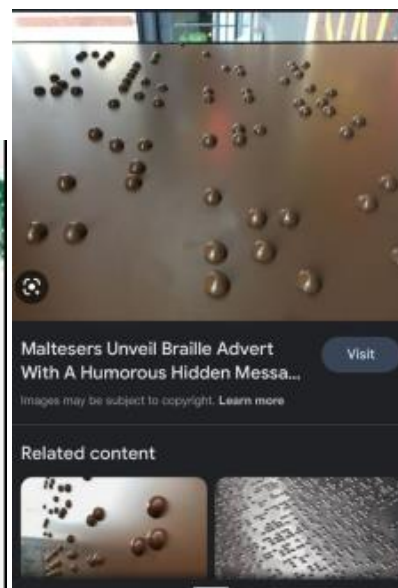 Maltesers Unveil Braille Advert
With A Humorous Hidden Messa...
Visit
Images may be subject to copyright. Learn more
Related content